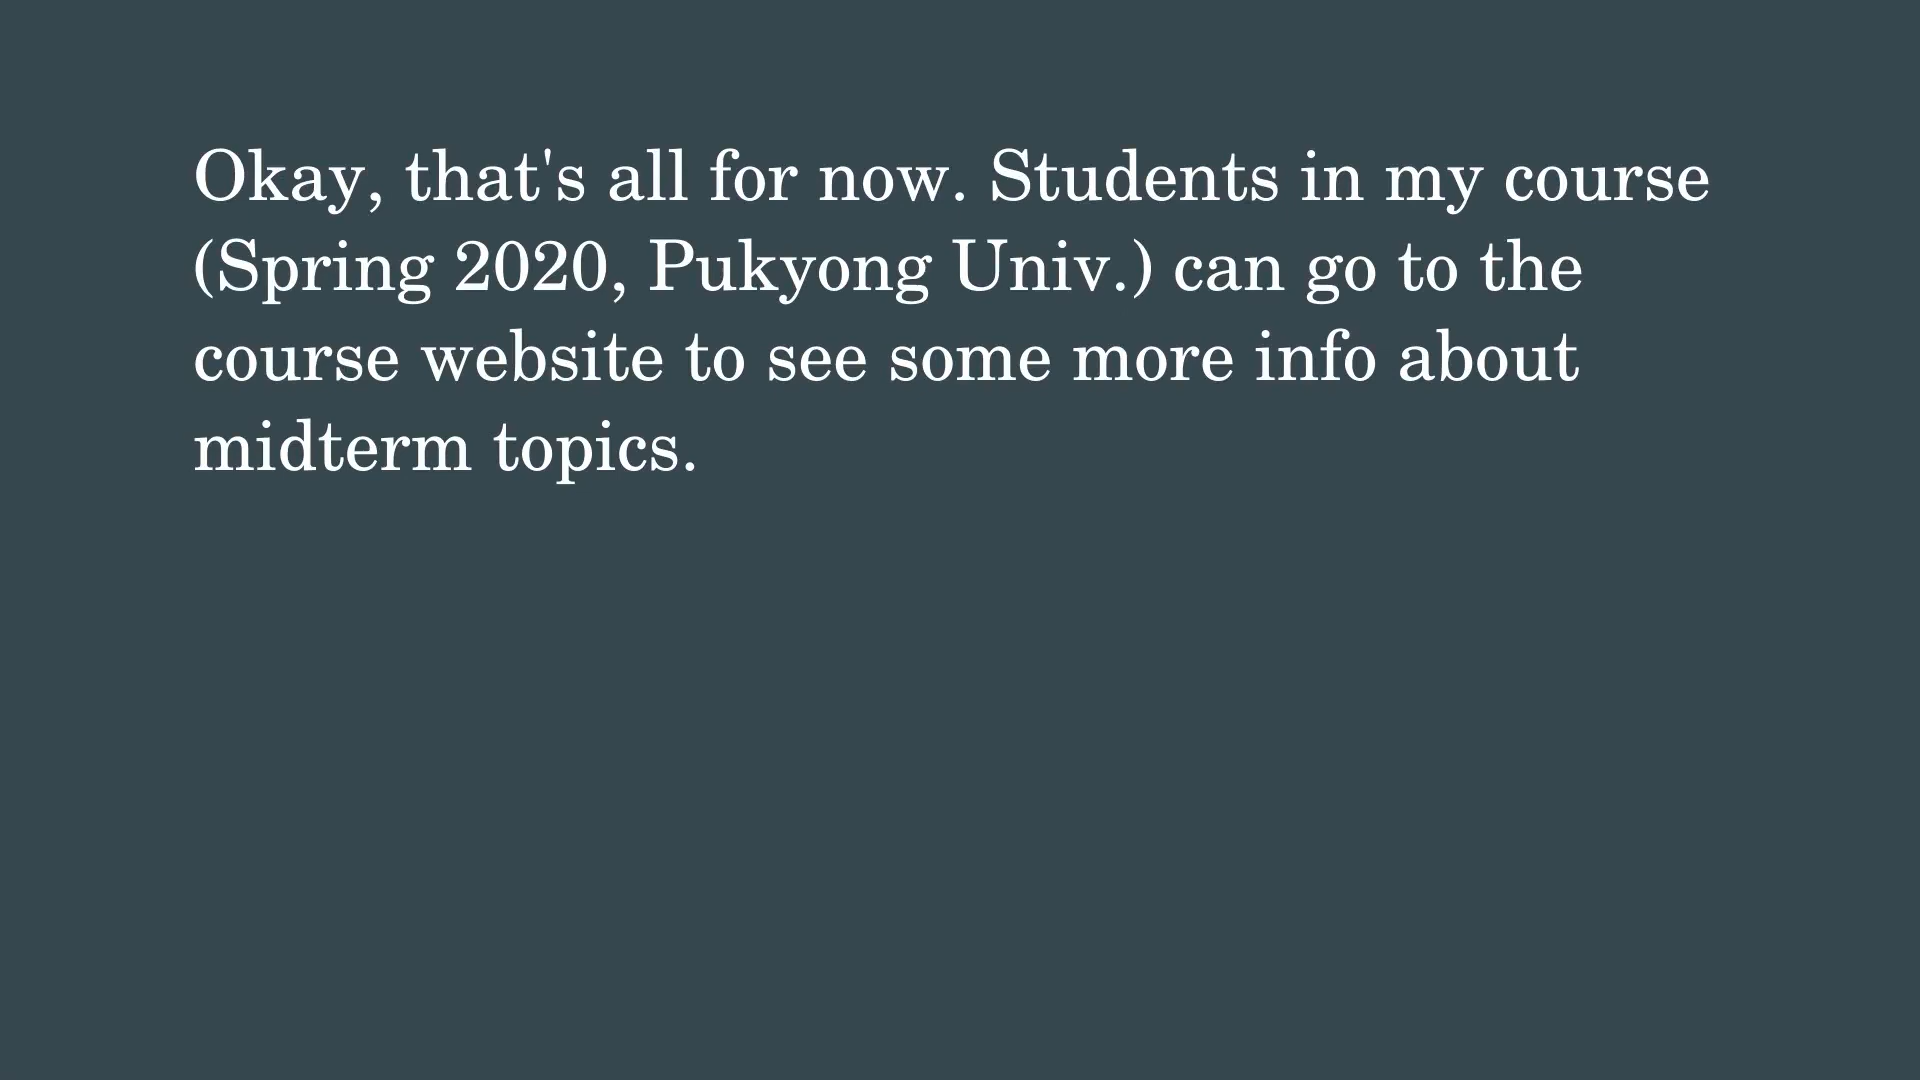 Okay, that's all for now. Students in my course
(Spring 2020, Pukyong Univ.) can go to the
course website to see some more info about
midterm topics.